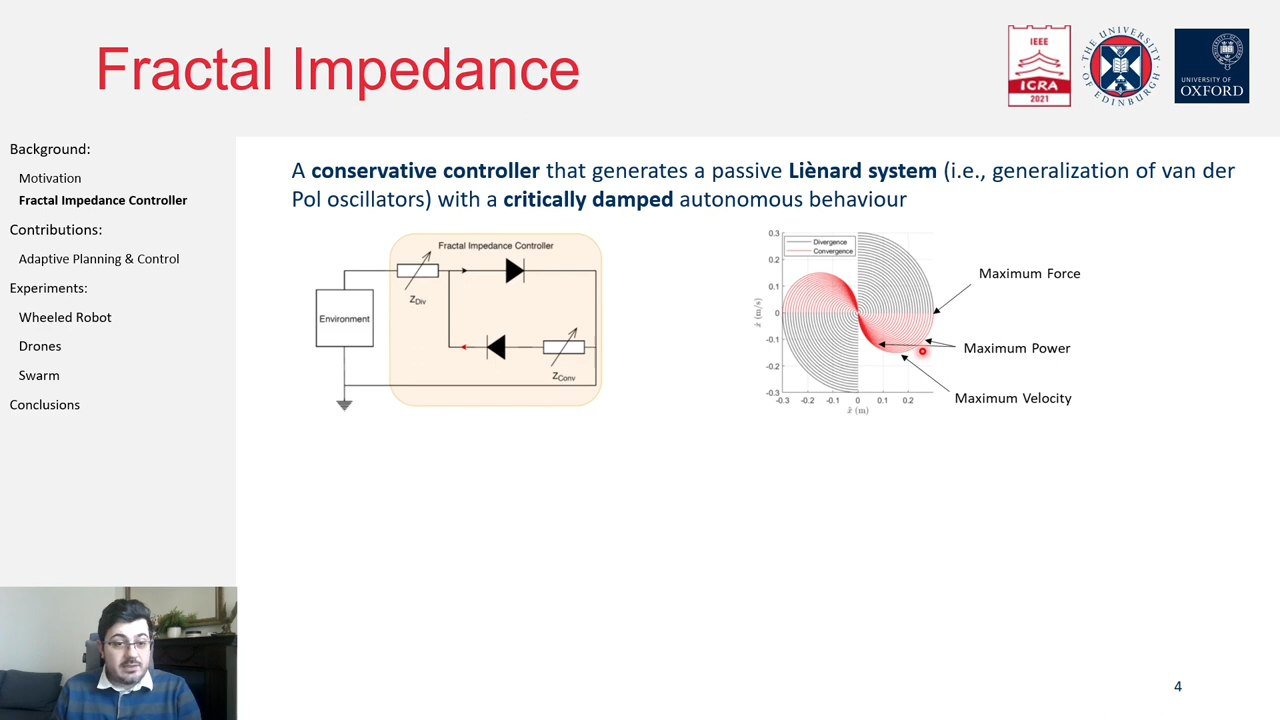 Fractal Impedance
IEEE
ICRA
2021
THE UNIVERSITY OF EDINBURGH
UNIVERSITY OF
OXFORD
Background:
Motivation
Fractal Impedance Controller
Contributions:
Adaptive Planning & Control
Experiments:
Wheeled Robot
Drones
Swarm
Conclusions
A conservative controller that generates a passive Liènard system (i.e., generalization of van der
Pol oscillators) with a critically damped autonomous behaviour
Fractal Impedance Controller
ZDiv
Environment
ZConv
Divergence
Convergence
0.3
0.2
0.1
0
-0.1
-0.2
-0.3
-0.3 -0.2 -0.1 0 0.1 0.2
x̃ (m)
Maximum Force
Maximum Power
Maximum Velocity
4